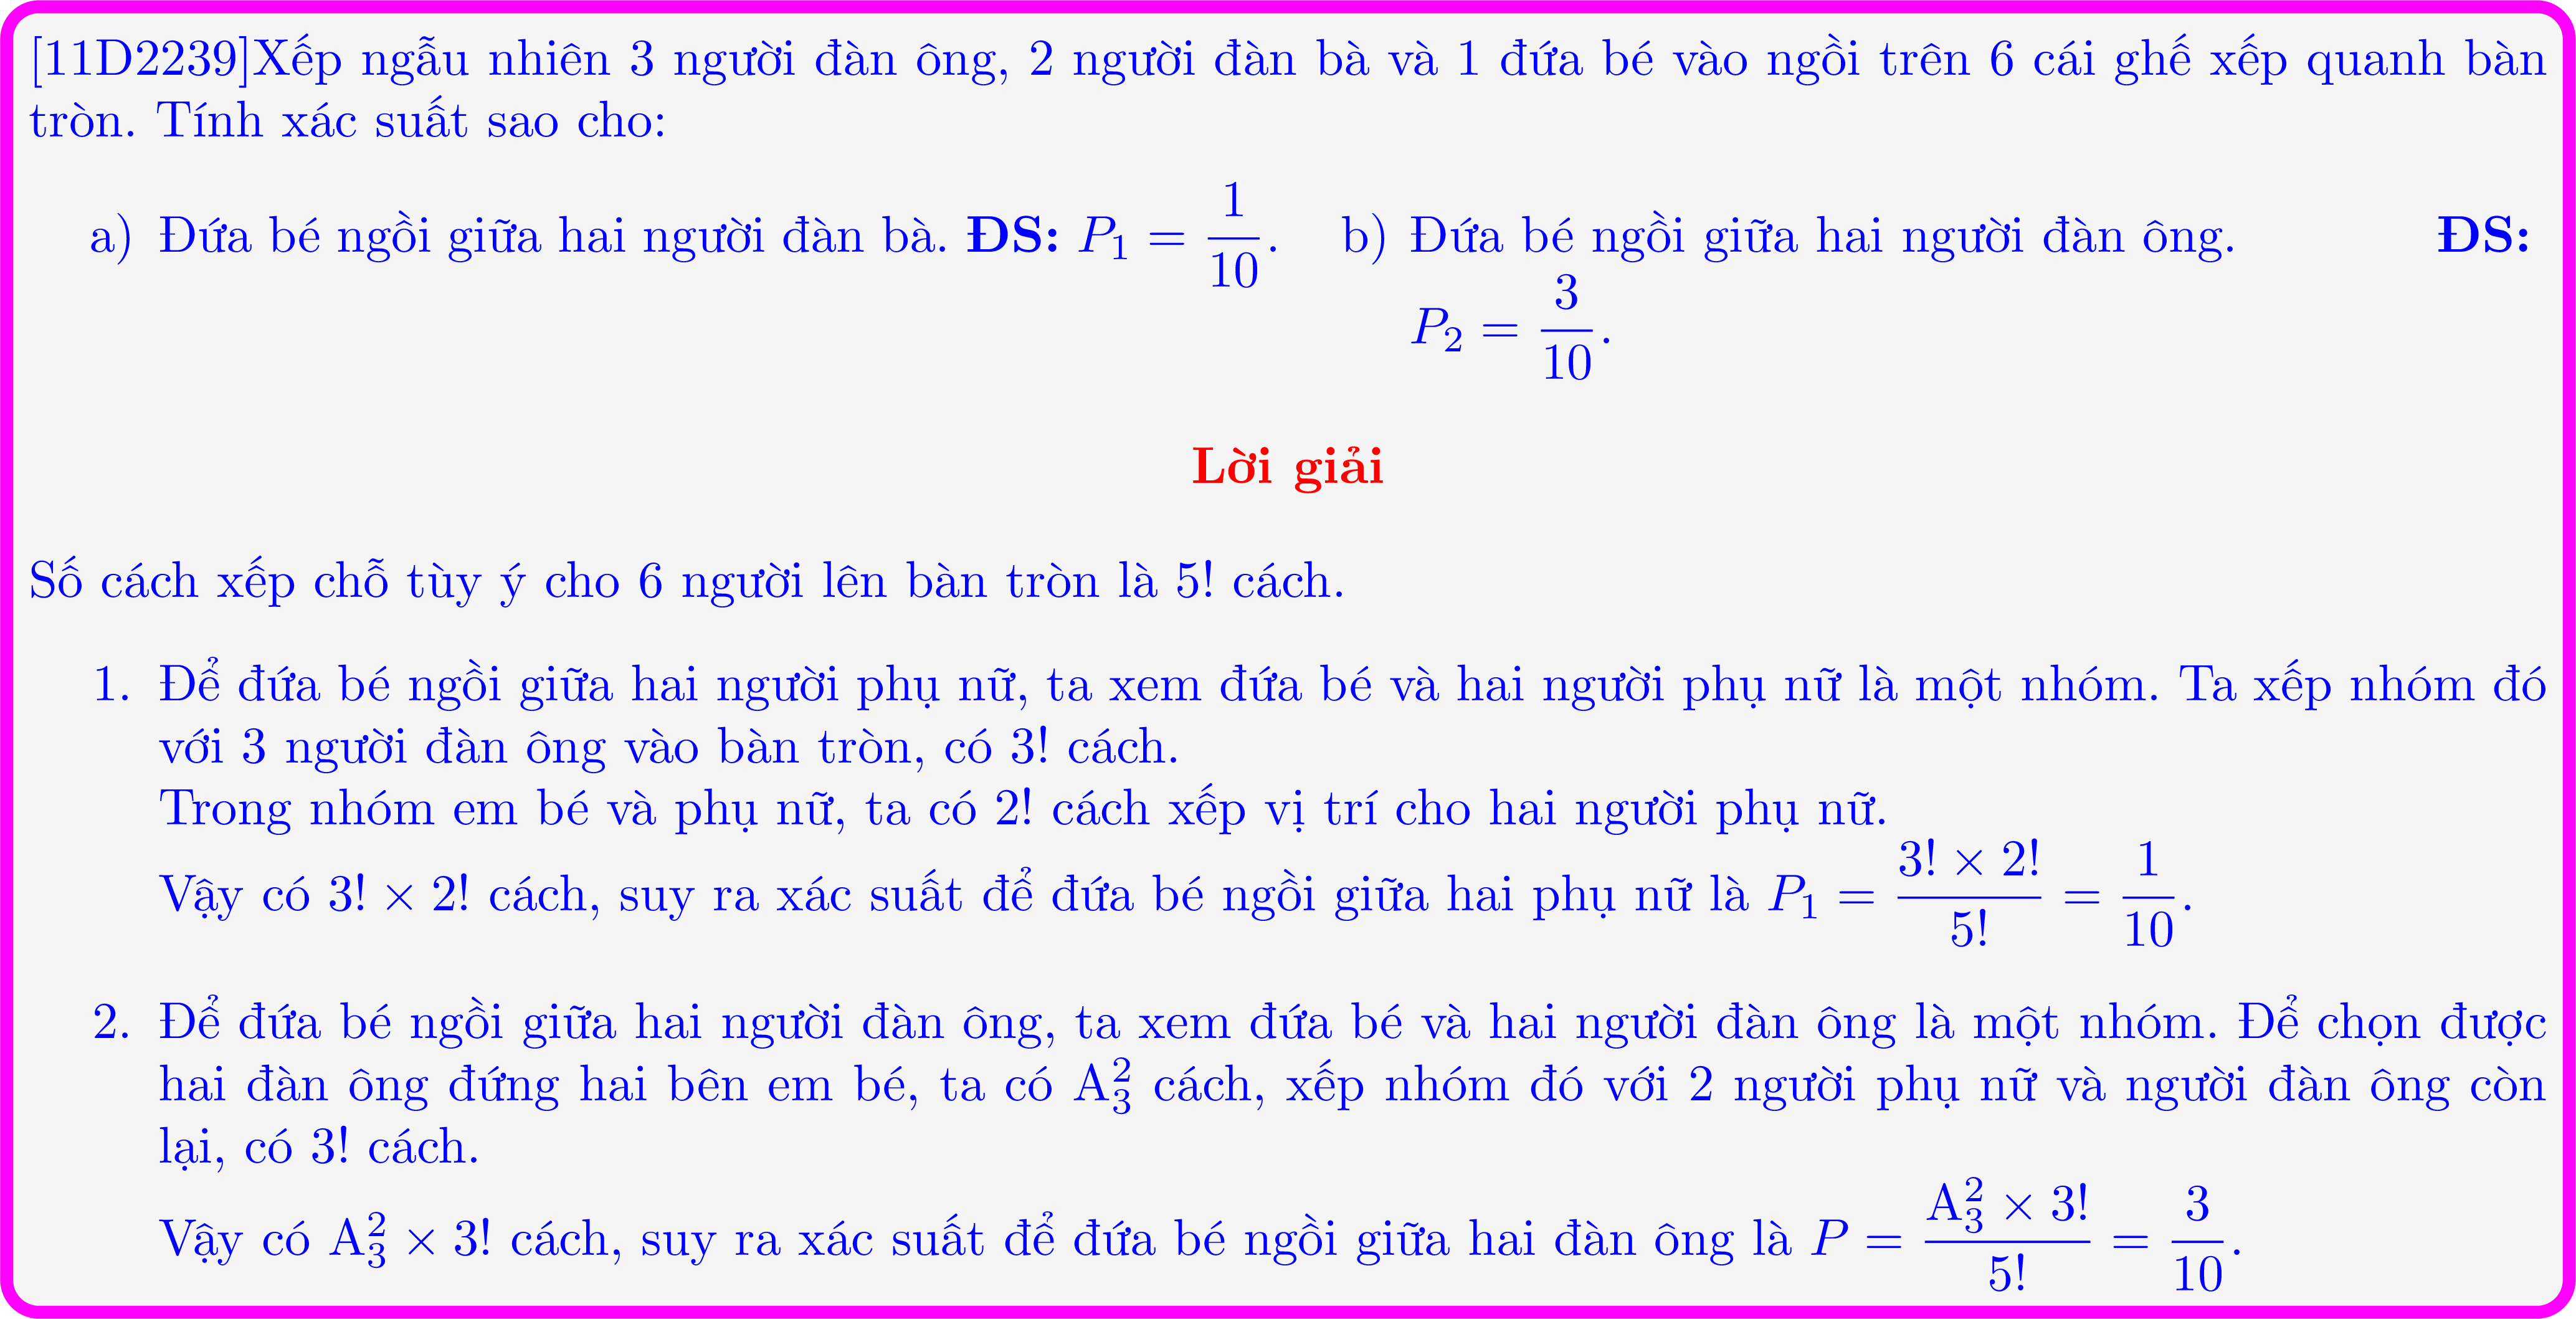 [11D2239]Xếp ngẫu nhiên 3 người đàn ông, 2 người đàn bà và 1 đứa bé vào ngồi trên 6 cái ghế xếp quanh bàn
tròn. Tính xác suất sao cho:
a) Đứa bé ngồi giữa hai người đàn bà. ĐS: $P_1 = \dfrac{1}{10}$.
b) Đứa bé ngồi giữa hai người đàn ông. ĐS:
$P_2 = \dfrac{3}{10}$.
Lời giải
Số cách xếp chỗ tùy ý cho 6 người lên bàn tròn là 5! cách.
1. Để đứa bé ngồi giữa hai người phụ nữ, ta xem đứa bé và hai người phụ nữ là một nhóm. Ta xếp nhóm đó
với 3 người đàn ông vào bàn tròn, có 3! cách.
Trong nhóm em bé và phụ nữ, ta có 2! cách xếp vị trí cho hai người phụ nữ.
Vậy có $3! \times 2!$ cách, suy ra xác suất để đứa bé ngồi giữa hai phụ nữ là $P_1 = \dfrac{3! \times 2!}{5!} = \dfrac{1}{10}$.
2. Để đứa bé ngồi giữa hai người đàn ông, ta xem đứa bé và hai người đàn ông là một nhóm. Để chọn được
hai đàn ông đứng hai bên em bé, ta có $\mathrm{A}_3^2$ cách, xếp nhóm đó với 2 người phụ nữ và người đàn ông còn
lại, có 3! cách.
Vậy có $\mathrm{A}_3^2 \times 3!$ cách, suy ra xác suất để đứa bé ngồi giữa hai đàn ông là $P = \dfrac{\mathrm{A}_3^2 \times 3!}{5!} = \dfrac{3}{10}$.